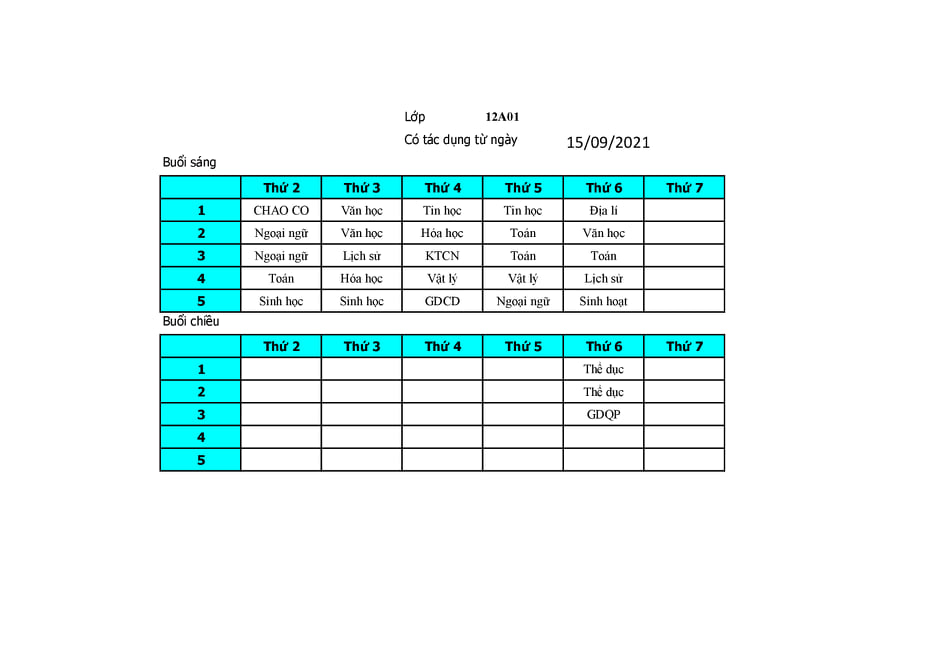 Lớp 12A01
Có tác dụng từ ngày 15/09/2021
Buổi sáng
Thứ 2 Thứ 3 Thứ 4 Thứ 5 Thứ 6 Thứ 7
1 CHAO CO Văn học Tin học Tin học Địa lí
2 Ngoại ngữ Văn học Hóa học Toán Văn học
3 Ngoại ngữ Lịch sử KTCN Toán Toán
4 Toán Hóa học Vật lý Vật lý Lịch sử
5 Sinh học Sinh học GDCD Ngoại ngữ Sinh hoạt
Buổi chiều
Thứ 2 Thứ 3 Thứ 4 Thứ 5 Thứ 6 Thứ 7
1 Thể dục
2 Thể dục
3 GDQP
4
5